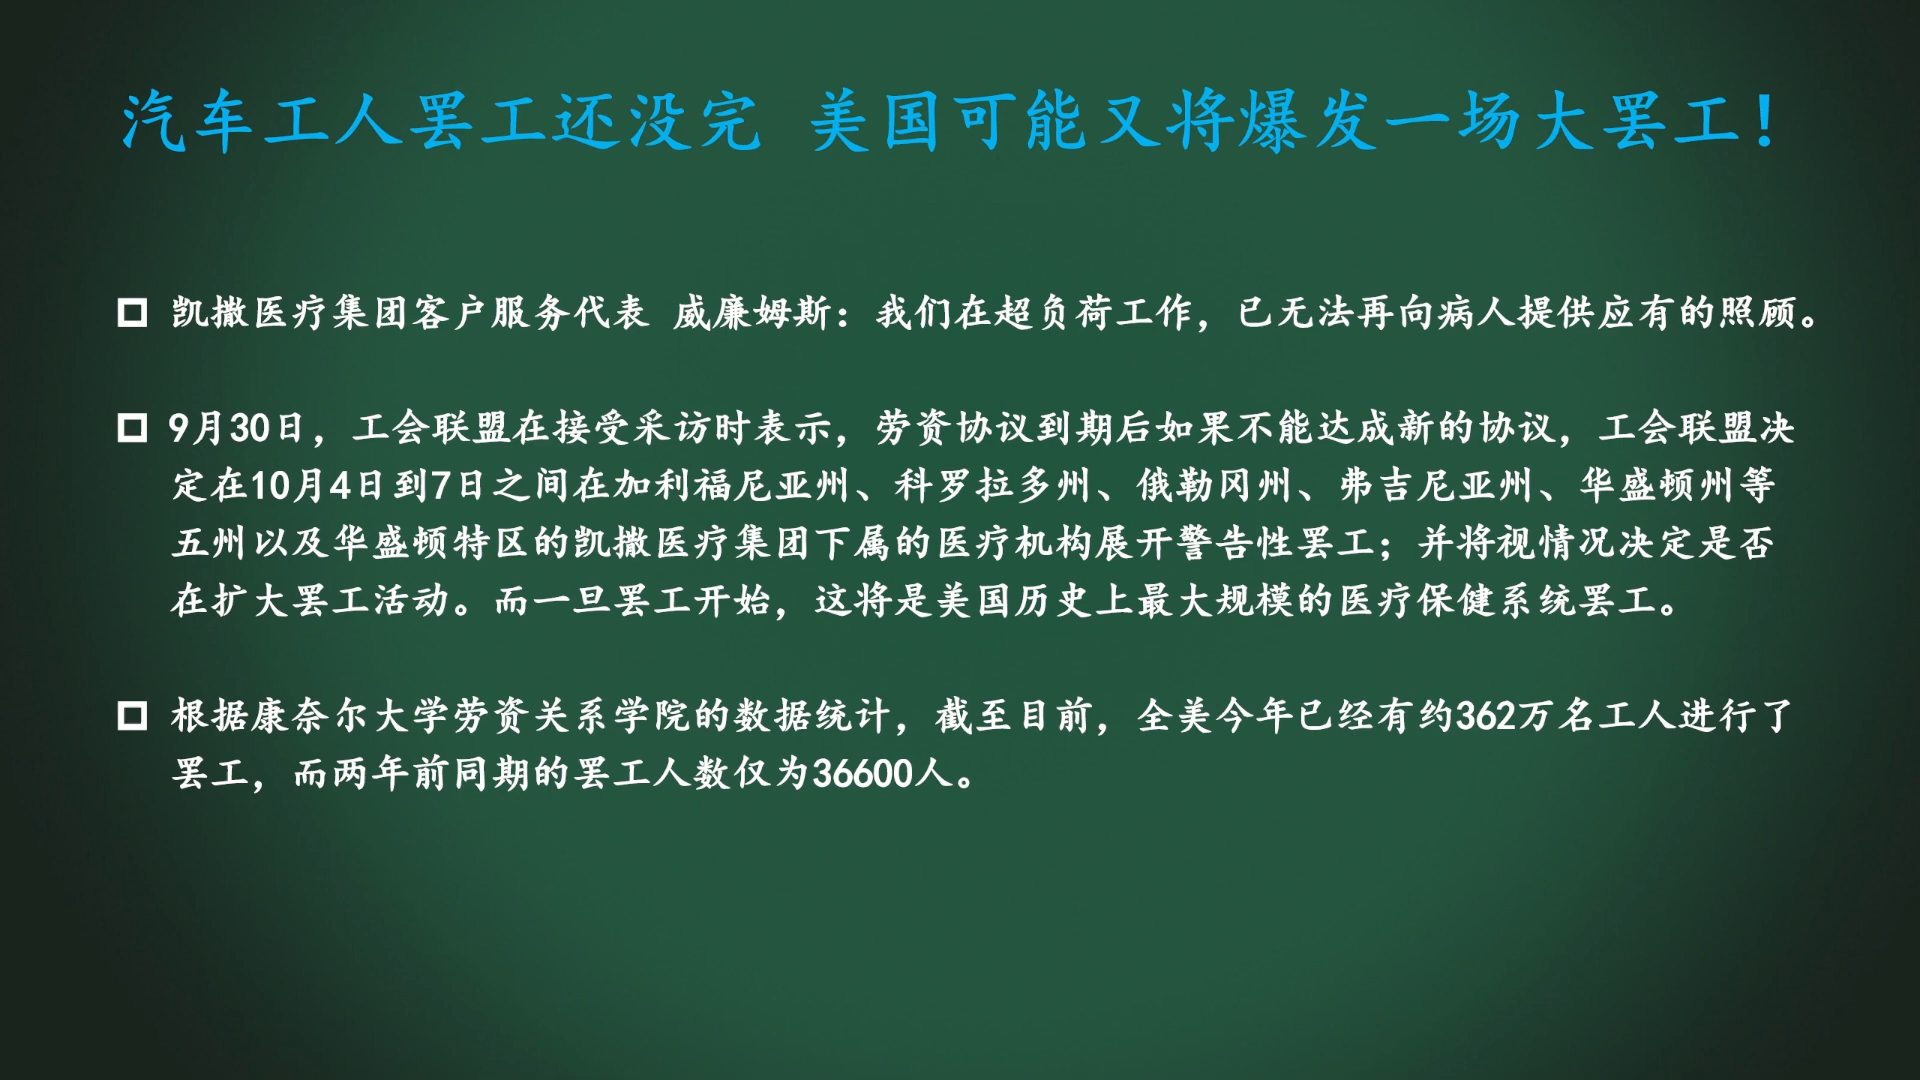 汽车工人罢工还没完 美国可能又将爆发一场大罢工！
凯撒医疗集团客户服务代表 威廉姆斯：我们在超负荷工作，已无法再向病人提供应有的照顾。
9月30日，工会联盟在接受采访时表示，劳资协议到期后如果不能达成新的协议，工会联盟决
定在10月4日到7日之间在加利福尼亚州、科罗拉多州、俄勒冈州、弗吉尼亚州、华盛顿州等
五州以及华盛顿特区的凯撒医疗集团下属的医疗机构展开警告性罢工；并将视情况决定是否
在扩大罢工活动。而一旦罢工开始，这将是美国历史上最大规模的医疗保健系统罢工。
根据康奈尔大学劳资关系学院的数据统计，截至目前，全美今年已经有约362万名工人进行了
罢工，而两年前同期的罢工人数仅为36600人。